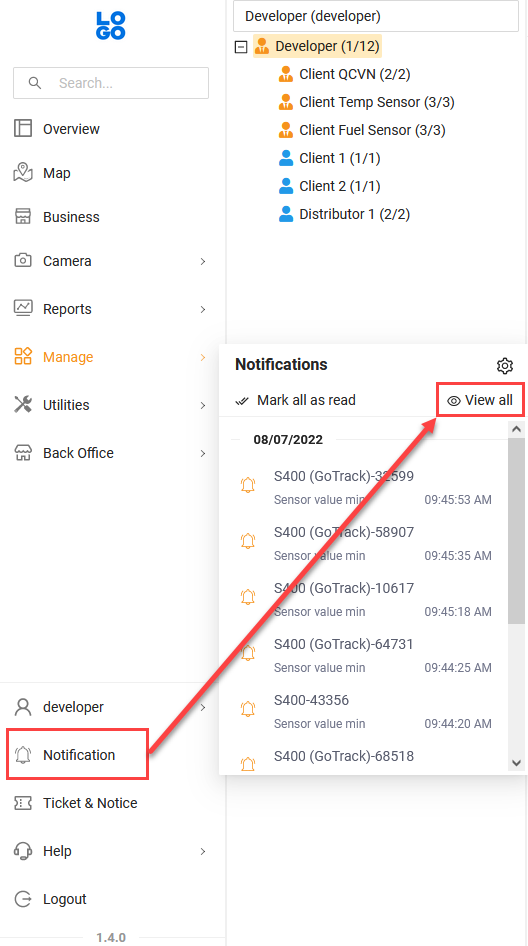 LO
GO
Search...
Overview
Map
Business
Camera
Reports
Manage
Utilities
Back Office
developer
Notification
Ticket & Notice
Help
Logout
1.4.0
Developer (developer)
Developer (1/12)
Client QCVN (2/2)
Client Temp Sensor (3/3)
Client Fuel Sensor (3/3)
Client 1 (1/1)
Client 2 (1/1)
Distributor 1 (2/2)
Notifications
Mark all as read View all
08/07/2022
S400 (GoTrack)-32599
Sensor value min 09:45:53 AM
S400 (GoTrack)-58907
Sensor value min 09:45:35 AM
S400 (GoTrack)-10617
Sensor value min 09:45:18 AM
S400 (GoTrack)-64731
Sensor value min 09:44:25 AM
S400-43356
Sensor value min 09:44:20 AM
S400 (GoTrack)-68518